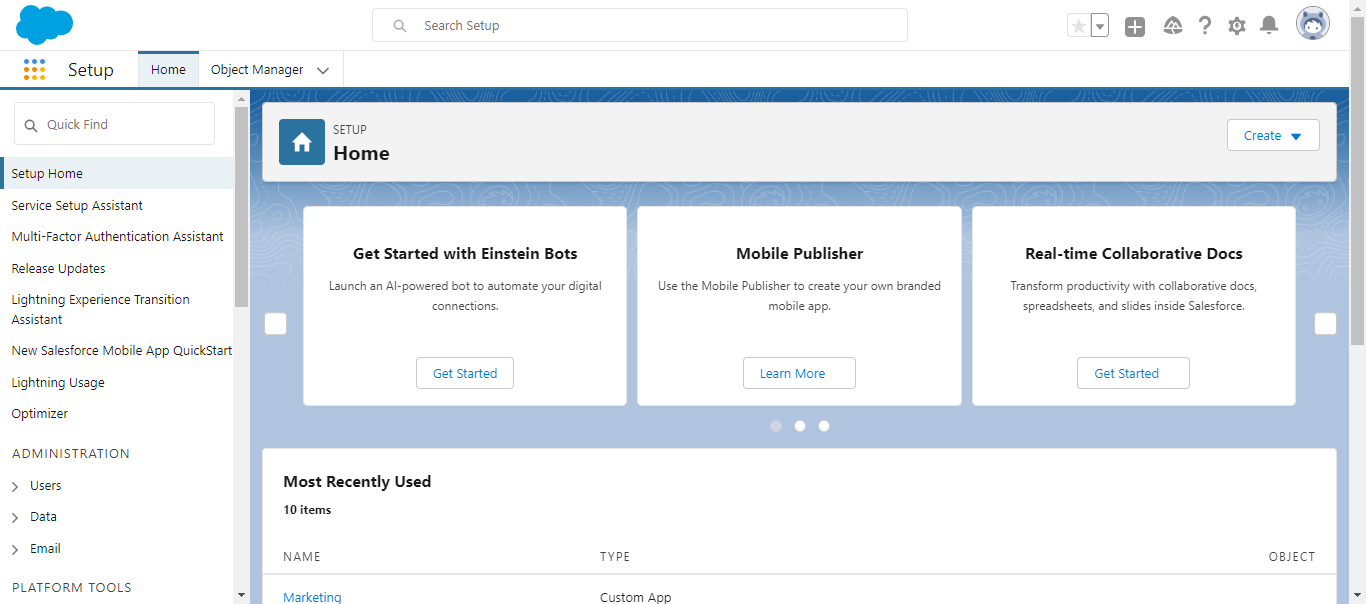 Search Setup
Setup
Home
Object Manager
Quick Find
Setup Home
Service Setup Assistant
Multi-Factor Authentication Assistant
Release Updates
Lightning Experience Transition
Assistant
New Salesforce Mobile App QuickStart
Lightning Usage
Optimizer
ADMINISTRATION
Users
Data
Email
PLATFORM TOOLS
SETUP
Home
Create
Get Started with Einstein Bots
Launch an AI-powered bot to automate your digital
connections.
Get Started
Mobile Publisher
Use the Mobile Publisher to create your own branded
mobile app.
Learn More
Real-time Collaborative Docs
Transform productivity with collaborative docs,
spreadsheets, and slides inside Salesforce.
Get Started
Most Recently Used
10 items
NAME TYPE OBJECT
Marketing Custom App